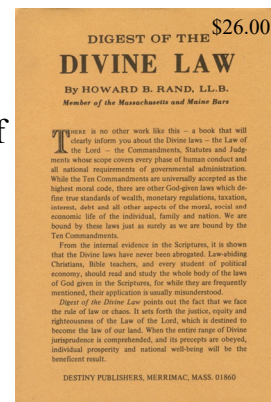 $26.00
DIGEST OF THE
DIVINE LAW
By HOWARD B. RAND, LL.B.
Member of the Massachusetts and Maine Bars
THERE is no other work like this — a book that will
clearly inform you about the Divine laws — the Law of
the Lord — the Commandments, Statutes and Judg-
ments whose scope covers every phase of human conduct and
all national requirements of governmental administration.
While the Ten Commandments are universally accepted as the
highest moral code, there are other God-given laws which de-
fine true standards of wealth, monetary regulations, taxation,
interest, debt and all other aspects of the moral, social and
economic life of the individual, family and nation. We are
bound by these laws just as surely as we are bound by the
Ten Commandments.
From the internal evidence in the Scriptures, it is shown
that the Divine laws have never been abrogated. Law-abiding
Christians, Bible teachers, and every student of political
economy, should read and study the whole body of the laws
of God given in the Scriptures, for while they are frequently
mentioned, their application is usually misunderstood.
Digest of the Divine Law points out the fact that we face
the rule of law or chaos. It sets forth the justice, equity and
righteousness of the Law of the Lord, which is destined to
become the law of our land. When the entire range of Divine
jurisprudence is comprehended, and its precepts are obeyed,
individual prosperity and national well-being will be the
beneficent result.
DESTINY PUBLISHERS, MERRIMAC, MASS. 01860
f